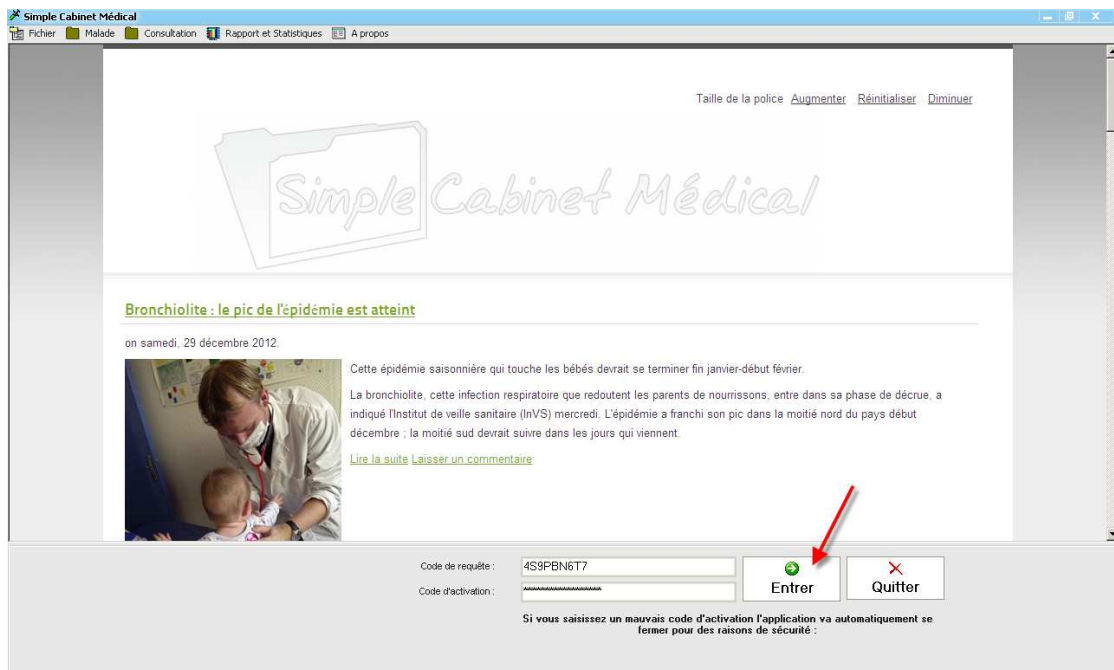 Simple Cabinet Médical
Fichier Malade Consultation Rapport et Statistiques A propos
Taille de la police Augmenter Réinitialiser Diminuer
Simple Cabinet Médical
Bronchiolite : le pic de l'épidémie est atteint
on samedi, 29 décembre 2012.
Cette épidémie saisonnière qui touche les bébés devrait se terminer fin janvier-début février.
La bronchiolite, cette infection respiratoire que redoutent les parents de nourrissons, entre dans sa phase de décrue, a
indiqué l'Institut de veille sanitaire (InVS) mercredi. L'épidémie a franchi son pic dans la moitié nord du pays début
décembre ; la moitié sud devrait suivre dans les jours qui viennent.
Lire la suite Laisser un commentaire
Code de requête : 4S9PBN6T7
Code d'activation : ******************
Entrer Quitter
Si vous saisissez un mauvais code d'activation l'application va automatiquement se
fermer pour des raisons de sécurité :